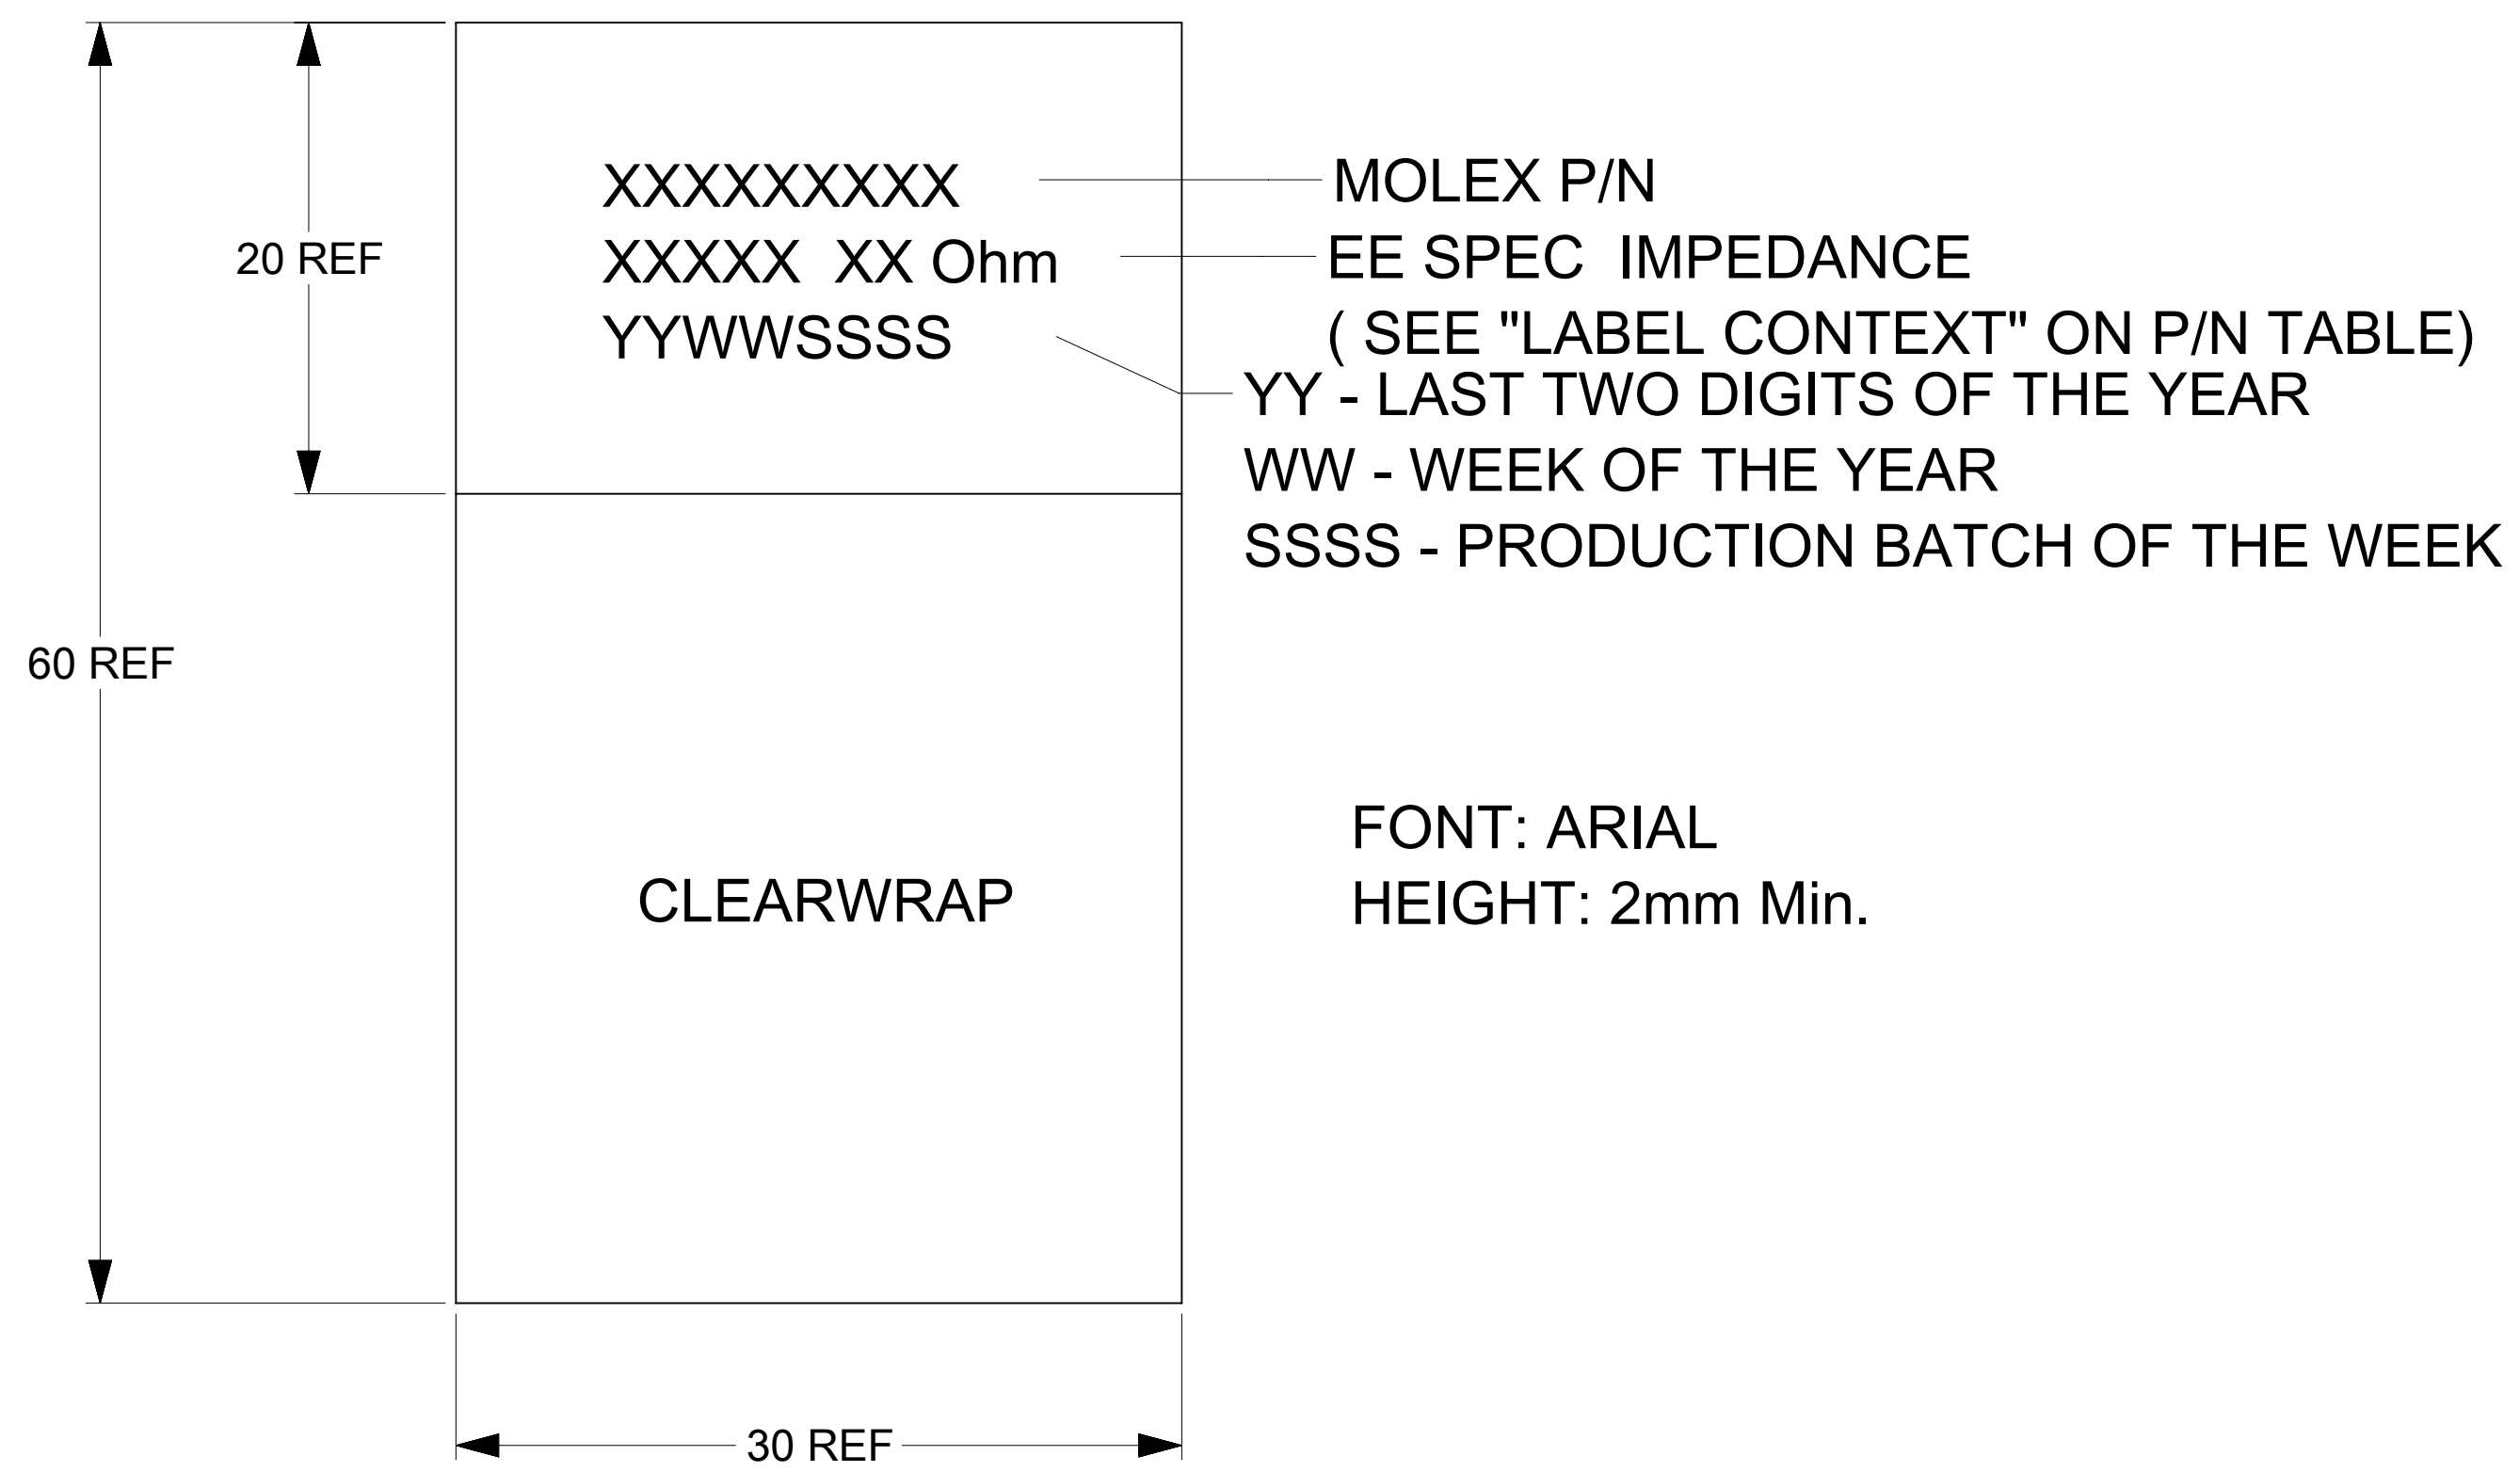 XXXXXXXXX
MOLEX P/N
20 REF
XXXXX  XX Ohm
EE SPEC  IMPEDANCE
( SEE "LABEL CONTEXT" ON P/N TABLE)
YYWWSSSS
YY - LAST TWO DIGITS OF THE YEAR
WW - WEEK OF THE YEAR
SSSS - PRODUCTION BATCH OF THE WEEK
60 REF
FONT: ARIAL
HEIGHT: 2mm Min.
CLEARWRAP
30 REF